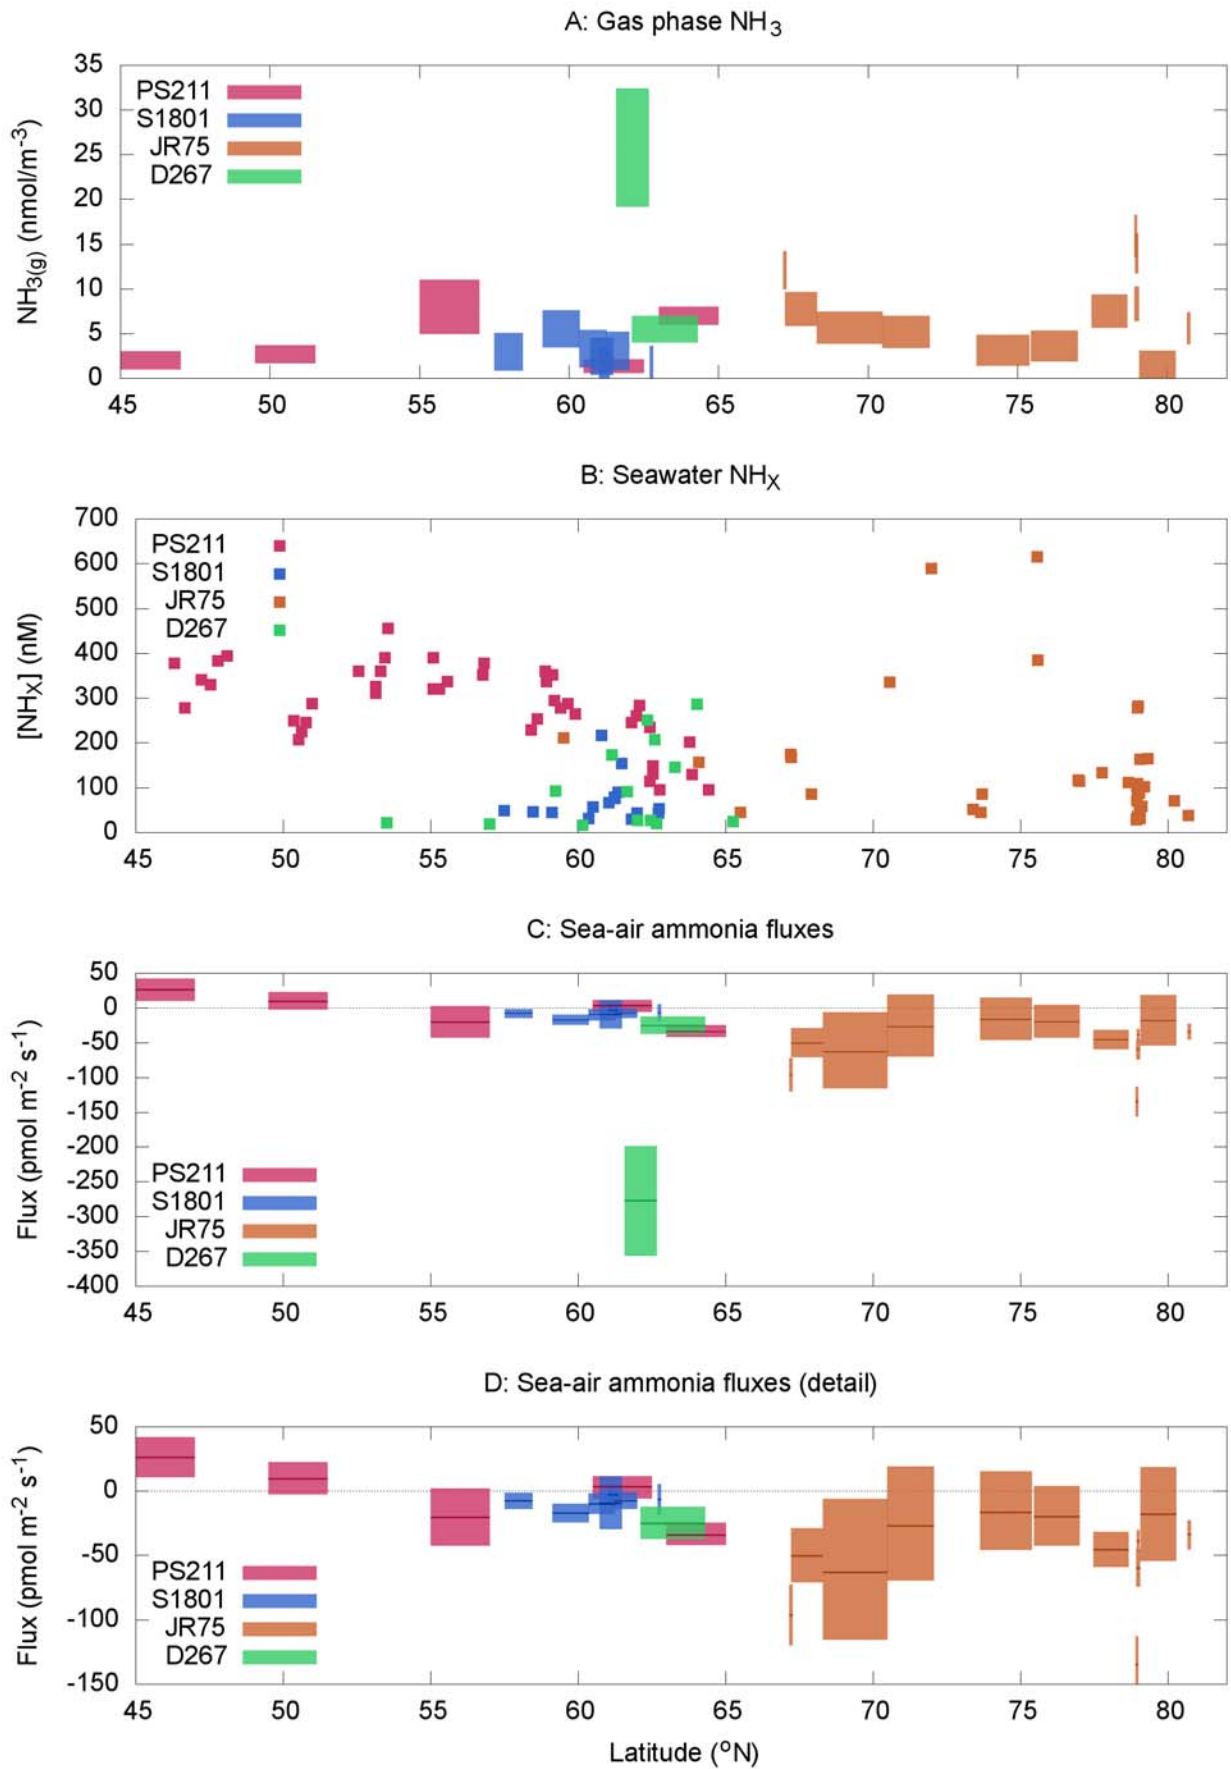 A: Gas phase NH3
35
30
25
20
15
10
5
0
NH3(g) (nmol/m-3)
PS211
S1801
JR75
D267
45 50 55 60 65 70 75 80
B: Seawater NHX
700
600
500
400
300
200
100
0
[NHX] (nM)
PS211
S1801
JR75
D267
45 50 55 60 65 70 75 80
C: Sea-air ammonia fluxes
50
0
-50
-100
-150
-200
-250
-300
-350
-400
Flux (pmol m-2 s-1)
PS211
S1801
JR75
D267
45 50 55 60 65 70 75 80
D: Sea-air ammonia fluxes (detail)
50
0
-50
-100
-150
Flux (pmol m-2 s-1)
PS211
S1801
JR75
D267
45 50 55 60 65 70 75 80
Latitude (oN)